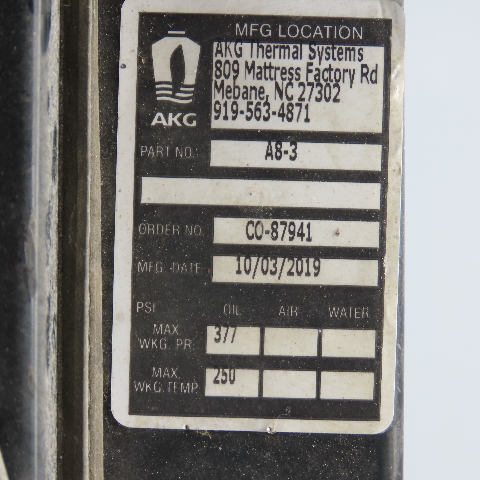 MFG LOCATION
AKG Thermal Systems
809 Mattress Factory Rd
Mebane, NC 27302
919-563-4871
AKG
PART NO.: A8-3
ORDER NO. CO-87941
MFG. DATE 10/03/2019
PSI OIL AIR WATER
MAX. WKG. PR. 377
MAX. WKG. TEMP. 250